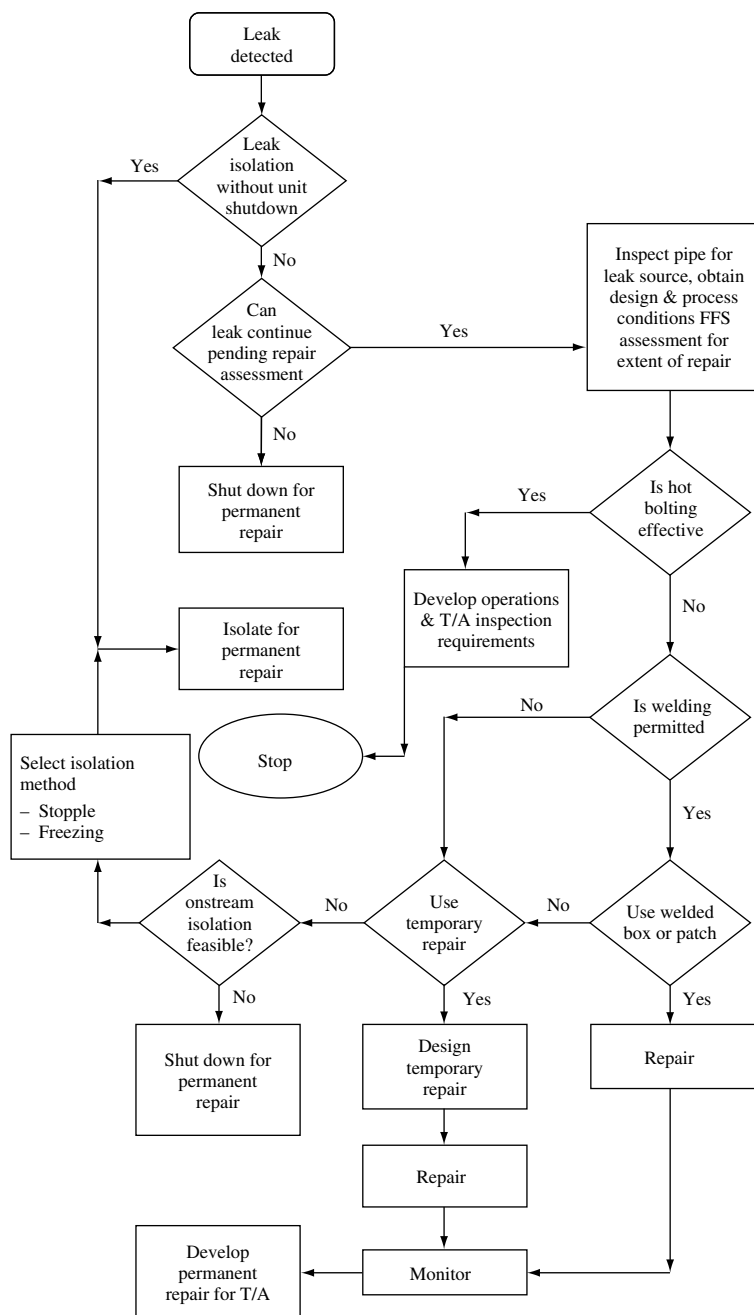 Leak
detected
Leak
isolation
without unit
shutdown
Yes
No
Can
leak continue
pending repair
assessment
Yes
No
Inspect pipe for
leak source, obtain
design & process
conditions FFS
assessment for
extent of repair
Shut down for
permanent
repair
Is hot
bolting
effective
Yes
No
Develop operations
& T/A inspection
requirements
Isolate for
permanent
repair
Is welding
permitted
No
Yes
Stop
Select isolation
method
– Stopple
– Freezing
Is
onstream
isolation
feasible?
No
Use
temporary
repair
No
Use welded
box or patch
No
Yes
Yes
Shut down for
permanent
repair
Design
temporary
repair
Repair
Repair
Develop
permanent
repair for T/A
Monitor